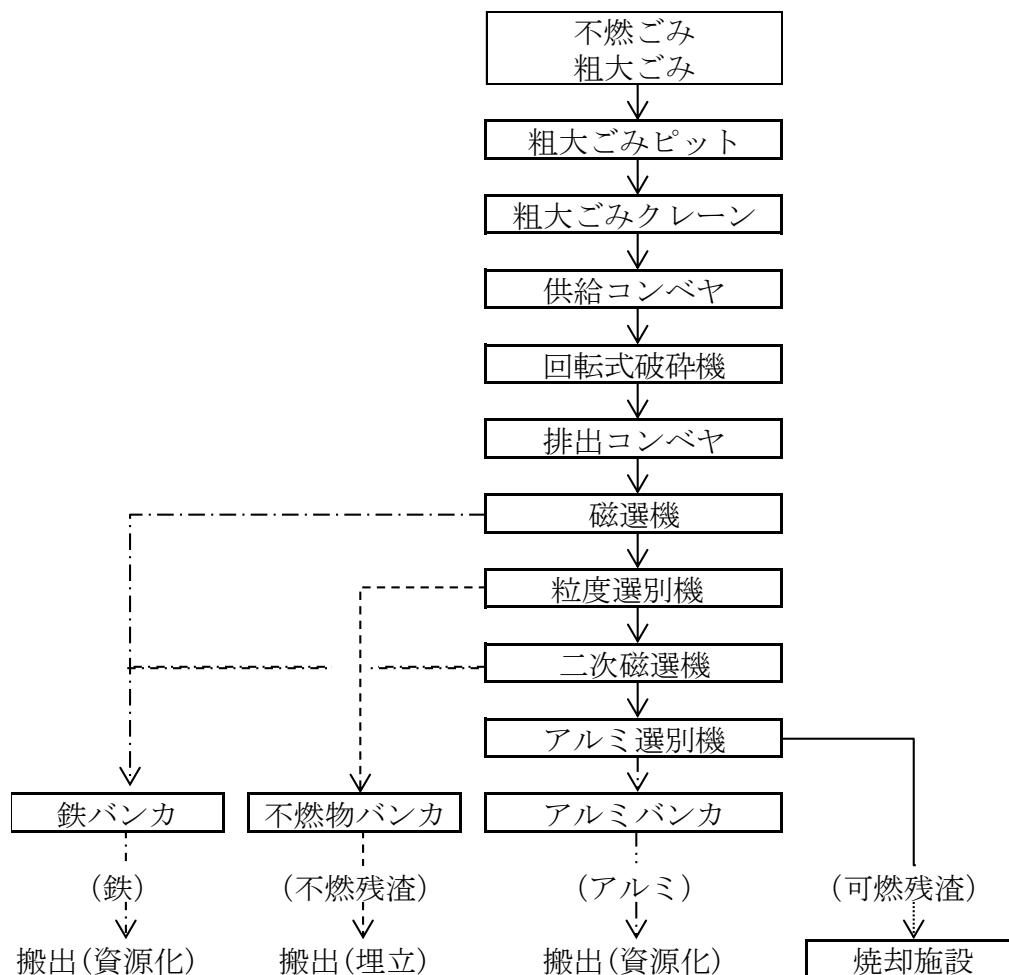 不燃ごみ
粗大ごみ
粗大ごみピット
粗大ごみクレーン
供給コンベヤ
回転式破砕機
排出コンベヤ
磁選機
粒度選別機
二次磁選機
アルミ選別機
鉄バンカ
不燃物バンカ
アルミバンカ
(鉄)
(不燃残渣)
(アルミ)
(可燃残渣)
搬出(資源化)
搬出(埋立)
搬出(資源化)
焼却施設